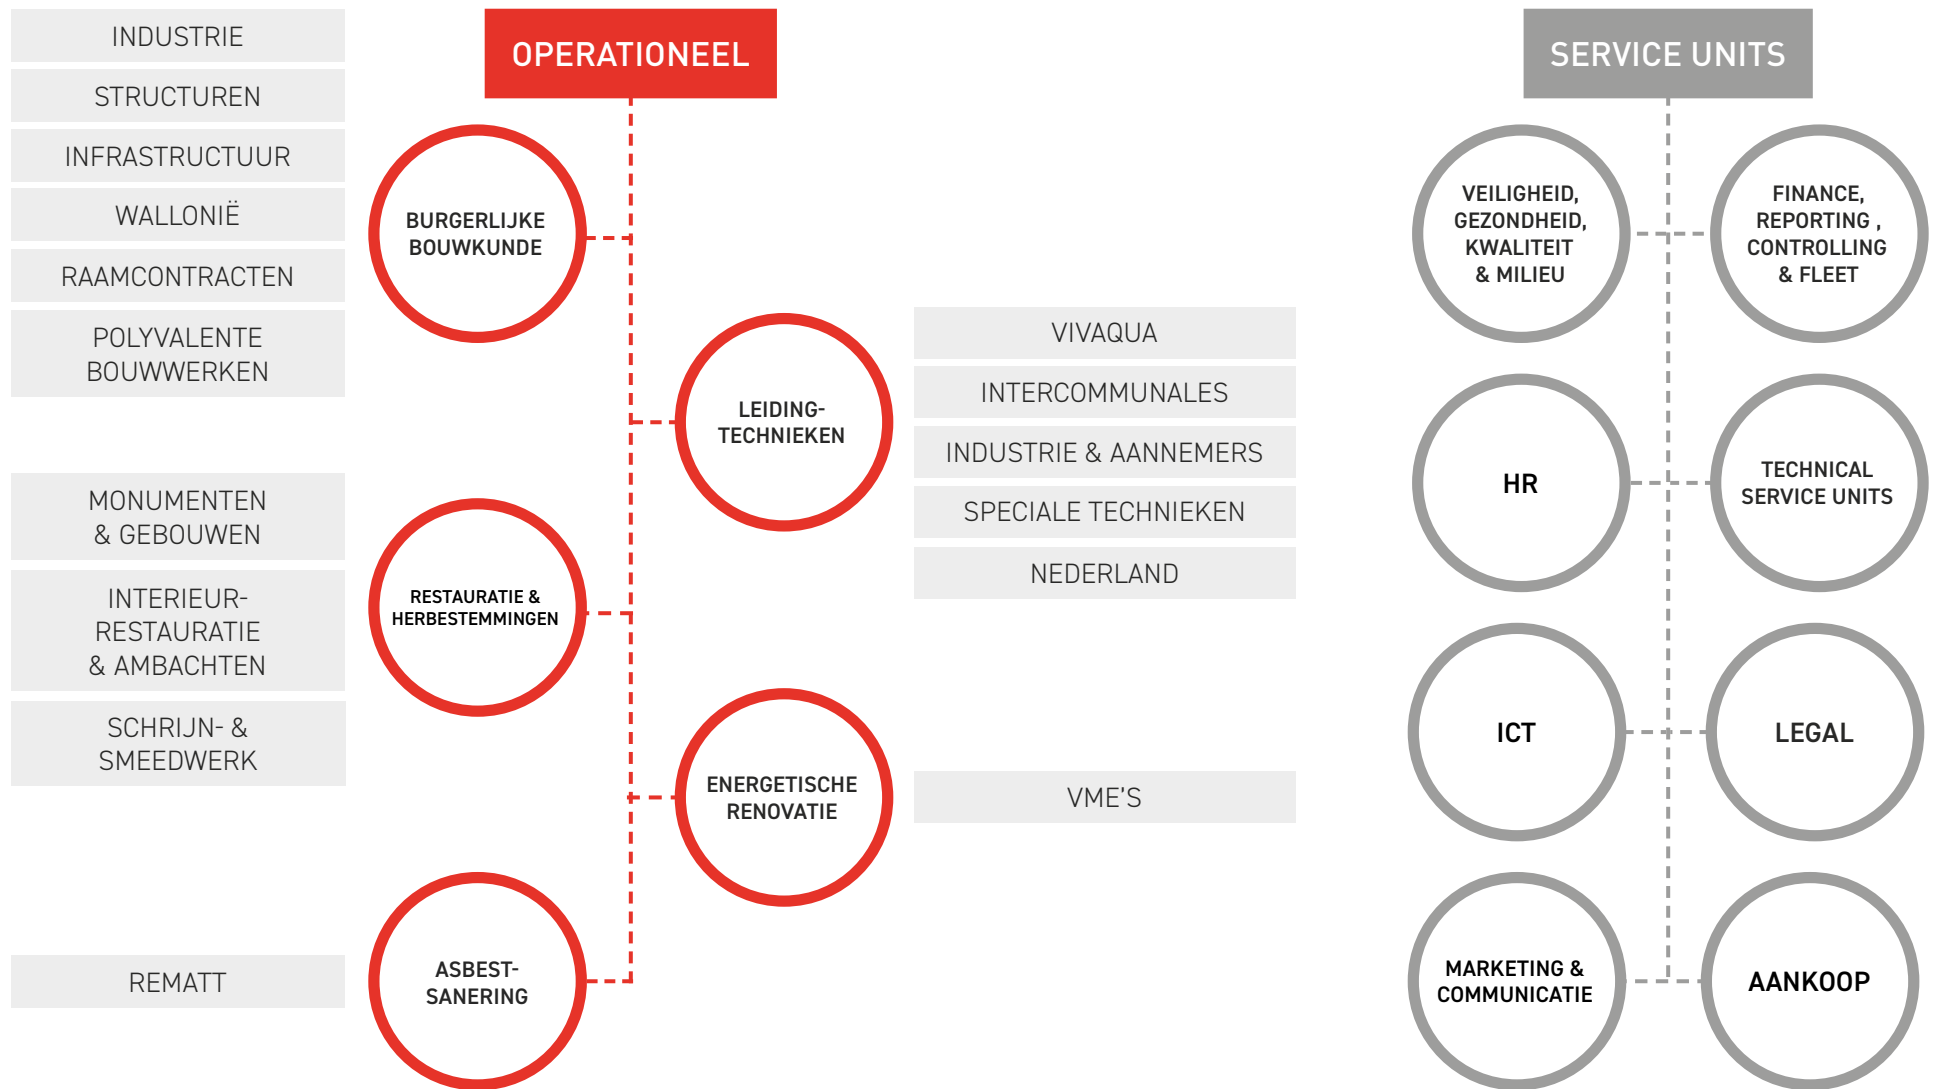 INDUSTRIE
STRUCTUREN
INFRASTRUCTUUR
WALLONIË
RAAMCONTRACTEN
POLYVALENTE
BOUWWERKEN
MONUMENTEN
& GEBOUWEN
INTERIEUR-
RESTAURATIE
& AMBACHTEN
SCHRIJN- &
SMEEDWERK
REMATT
OPERATIONEEL
BURGERLIJKE
BOUWKUNDE
LEIDING-
TECHNIEKEN
RESTAURATIE &
HERBESTEMMINGEN
ENERGETISCHE
RENOVATIE
ASBEST-
SANERING
VIVAQUA
INTERCOMMUNALES
INDUSTRIE & AANNEMERS
SPECIALE TECHNIEKEN
NEDERLAND
VME'S
SERVICE UNITS
VEILIGHEID,
GEZONDHEID,
KWALITEIT
& MILIEU
FINANCE,
REPORTING ,
CONTROLLING
& FLEET
HR
TECHNICAL
SERVICE UNITS
ICT
LEGAL
MARKETING &
COMMUNICATIE
AANKOOP